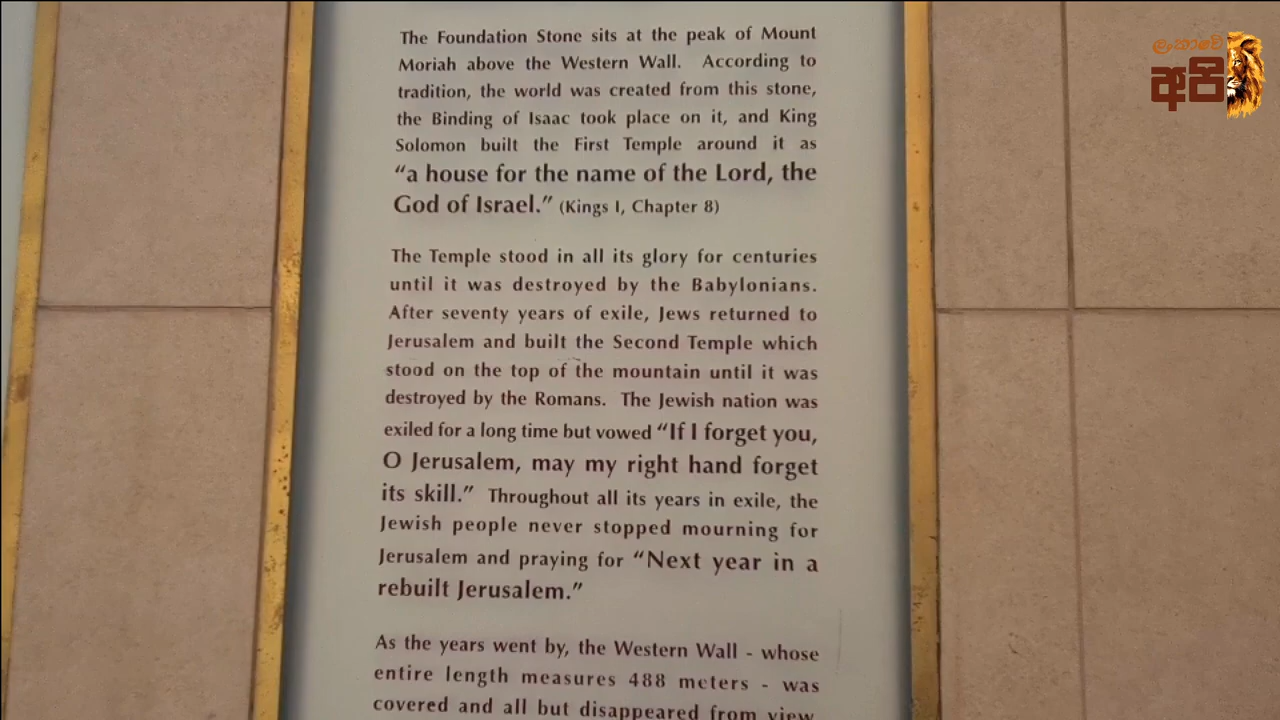 The Foundation Stone sits at the peak of Mount
Moriah above the Western Wall. According to
tradition, the world was created from this stone,
the Binding of Isaac took place on it, and King
Solomon built the First Temple around it as
“a house for the name of the Lord, the
God of Israel.” (Kings I, Chapter 8)
The Temple stood in all its glory for centuries
until it was destroyed by the Babylonians.
After seventy years of exile, Jews returned to
Jerusalem and built the Second Temple which
stood on the top of the mountain until it was
destroyed by the Romans. The Jewish nation was
exiled for a long time but vowed “If I forget you,
O Jerusalem, may my right hand forget
its skill.” Throughout all its years in exile, the
Jewish people never stopped mourning for
Jerusalem and praying for “Next year in a
rebuilt Jerusalem.”
As the years went by, the Western Wall - whose
entire length measures 488 meters - was
covered and all but disappeared from view.
ලංකාවේ
අපි